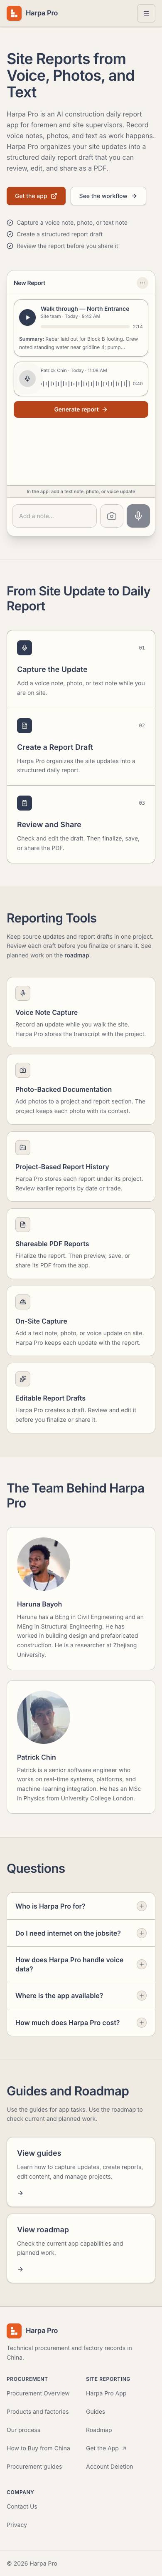 Harpa Pro
Site Reports from
Voice, Photos, and
Text
Harpa Pro is an AI construction daily report
app for foremen and site supervisors. Record
voice notes, photos, and text as work happens.
Harpa Pro organizes your site updates into a
structured daily report draft that you can
review, edit, and share as a PDF.
Get the app
See the workflow
Capture a voice note, photo, or text note
Create a structured report draft
Review the report before you share it
New Report
Walk through — North Entrance
Site team · Today · 8:42 AM
2:14
Summary: Rebar laid out for Block B footing. Crew
noted standing water near gridline 4; pump…
Patrick Chin · Today · 11:08 AM
0:40
Generate report
In the app: add a text note, photo, or voice update
Add a note...
From Site Update to Daily
Report
01
Capture the Update
Add a voice note, photo, or text note while you
are on site.
02
Create a Report Draft
Harpa Pro organizes the site updates into a
structured daily report.
03
Review and Share
Check and edit the draft. Then finalize, save,
or share the PDF.
Reporting Tools
Keep source updates and report drafts in one project.
Review each draft before you finalize or share it. See
planned work on the roadmap.
Voice Note Capture
Record an update while you walk the site.
Harpa Pro stores the transcript with the project.
Photo-Backed Documentation
Add photos to a project and report section. The
project keeps each photo with its context.
Project-Based Report History
Harpa Pro stores each report under its project.
Review earlier reports by date or trade.
Shareable PDF Reports
Finalize the report. Then preview, save, or
share its PDF from the app.
On-Site Capture
Add a text note, photo, or voice update on site.
Harpa Pro keeps each update with the report.
Editable Report Drafts
Harpa Pro creates a draft. Review and edit it
before you finalize or share it.
The Team Behind Harpa
Pro
Haruna Bayoh
Haruna has a BEng in Civil Engineering and an
MEng in Structural Engineering. He has
worked in building design and prefabricated
construction. He is a researcher at Zhejiang
University.
Patrick Chin
Patrick is a senior software engineer who
works on real-time systems, platforms, and
machine-learning integration. He has an MSc
in Physics from University College London.
Questions
Who is Harpa Pro for?
Do I need internet on the jobsite?
How does Harpa Pro handle voice
data?
Where is the app available?
How much does Harpa Pro cost?
Guides and Roadmap
Use the guides for app tasks. Use the roadmap to
check current and planned work.
View guides
Learn how to capture updates, create reports,
edit content, and manage projects.
View roadmap
Check the current app capabilities and
planned work.
Harpa Pro
Technical procurement and factory records in
China.
PROCUREMENT
Procurement Overview
Products and factories
Our process
How to Buy from China
Procurement guides
SITE REPORTING
Harpa Pro App
Guides
Roadmap
Get the App ↗
Account Deletion
COMPANY
Contact Us
Privacy
© 2026 Harpa Pro